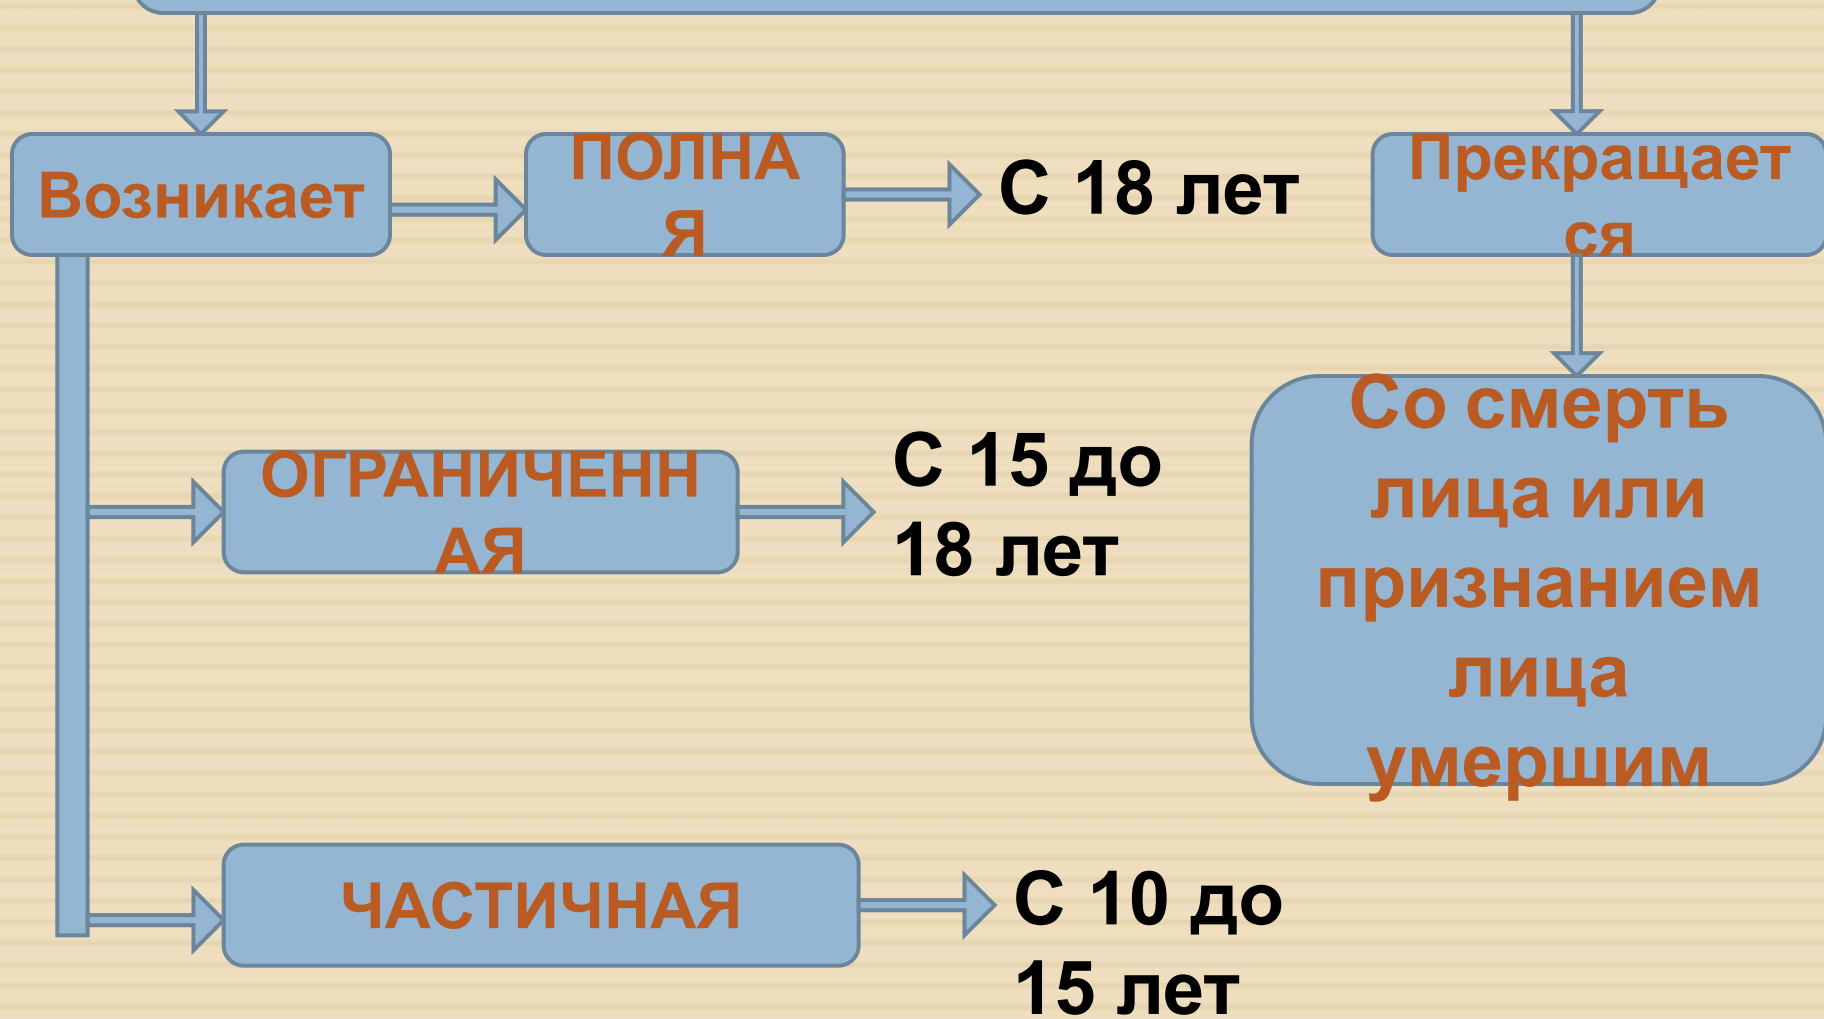 Возникает
ПОЛНА
Я
С 18 лет
Прекращает
ся
ОГРАНИЧЕНН
АЯ
С 15 до
18 лет
Со смерть
лица или
признанием
лица
умершим
ЧАСТИЧНАЯ
С 10 до
15 лет